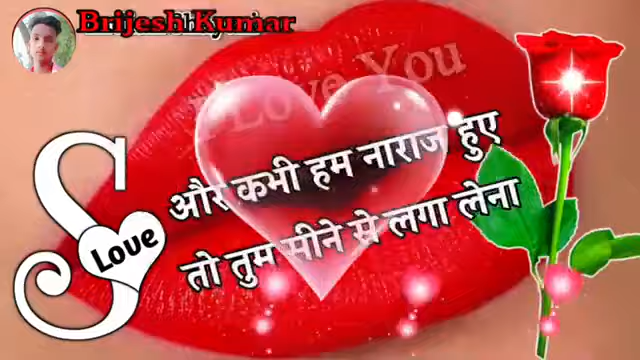 Brijesh Kumar
I Love You
S
Love
और कभी हम नाराज हुए
तो तुम सीने से लगा लेना